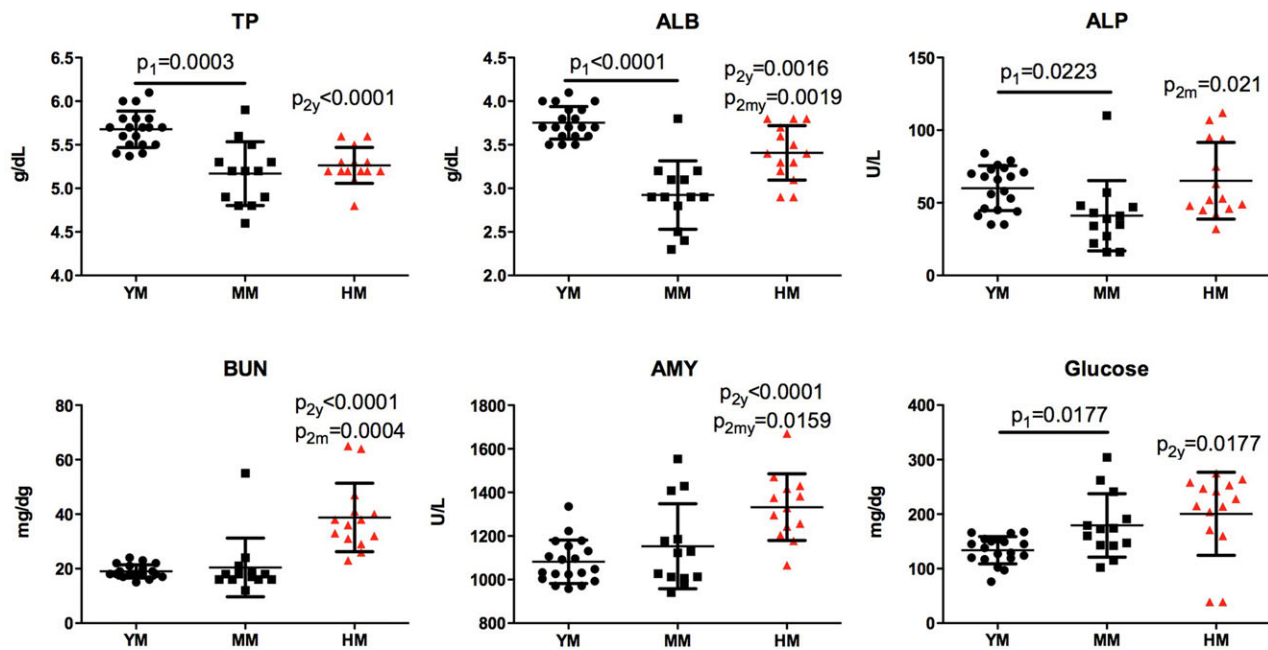 TP
6.5
6.0
5.5
5.0
4.5
4.0
g/dL
p1=0.0003
p2y<0.0001
YM MM HM
ALB
4.5
4.0
3.5
3.0
2.5
2.0
g/dL
p1<0.0001
p2y=0.0016
p2my=0.0019
YM MM HM
ALP
150
100
50
0
U/L
p1=0.0223
p2m=0.021
YM MM HM
BUN
80
60
40
20
0
mg/dg
p2y<0.0001
p2m=0.0004
YM MM HM
AMY
1800
1600
1400
1200
1000
800
U/L
p2y<0.0001
p2my=0.0159
YM MM HM
Glucose
400
300
200
100
0
mg/dg
p1=0.0177
p2y=0.0177
YM MM HM